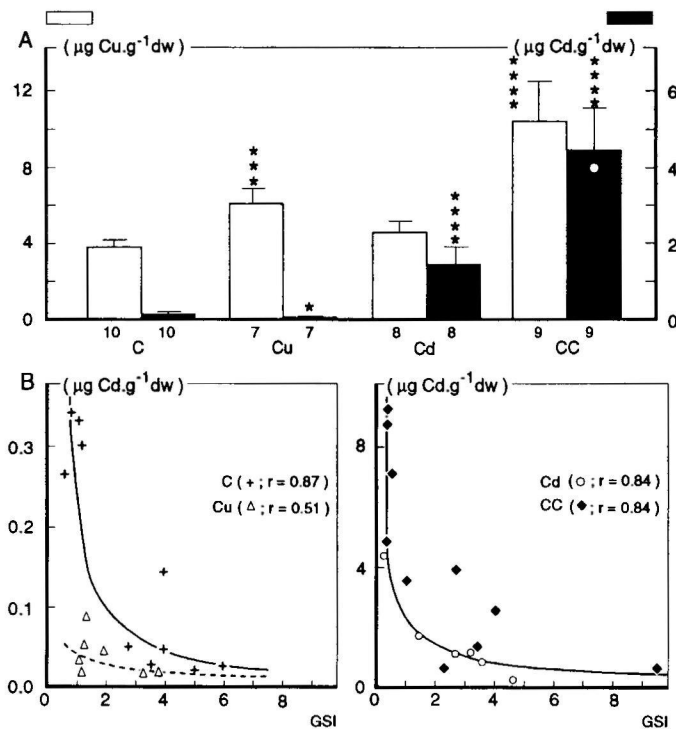 A
( µg Cu.g⁻¹dw) ( µg Cd.g⁻¹dw)
12 6
8 4
4 2
0 0
10 10 7 7 8 8 9 9
C Cu Cd CC
B
( µg Cd.g⁻¹dw)
0.3
0.2
0.1
0.0
C ( + ; r = 0.87 )
Cu ( △ ; r = 0.51 )
0 2 4 6 8
GSI
( µg Cd.g⁻¹dw)
8
4
0
Cd ( ○ ; r = 0.84)
CC ( ◆ ; r = 0.84)
0 2 4 6 8
GSI